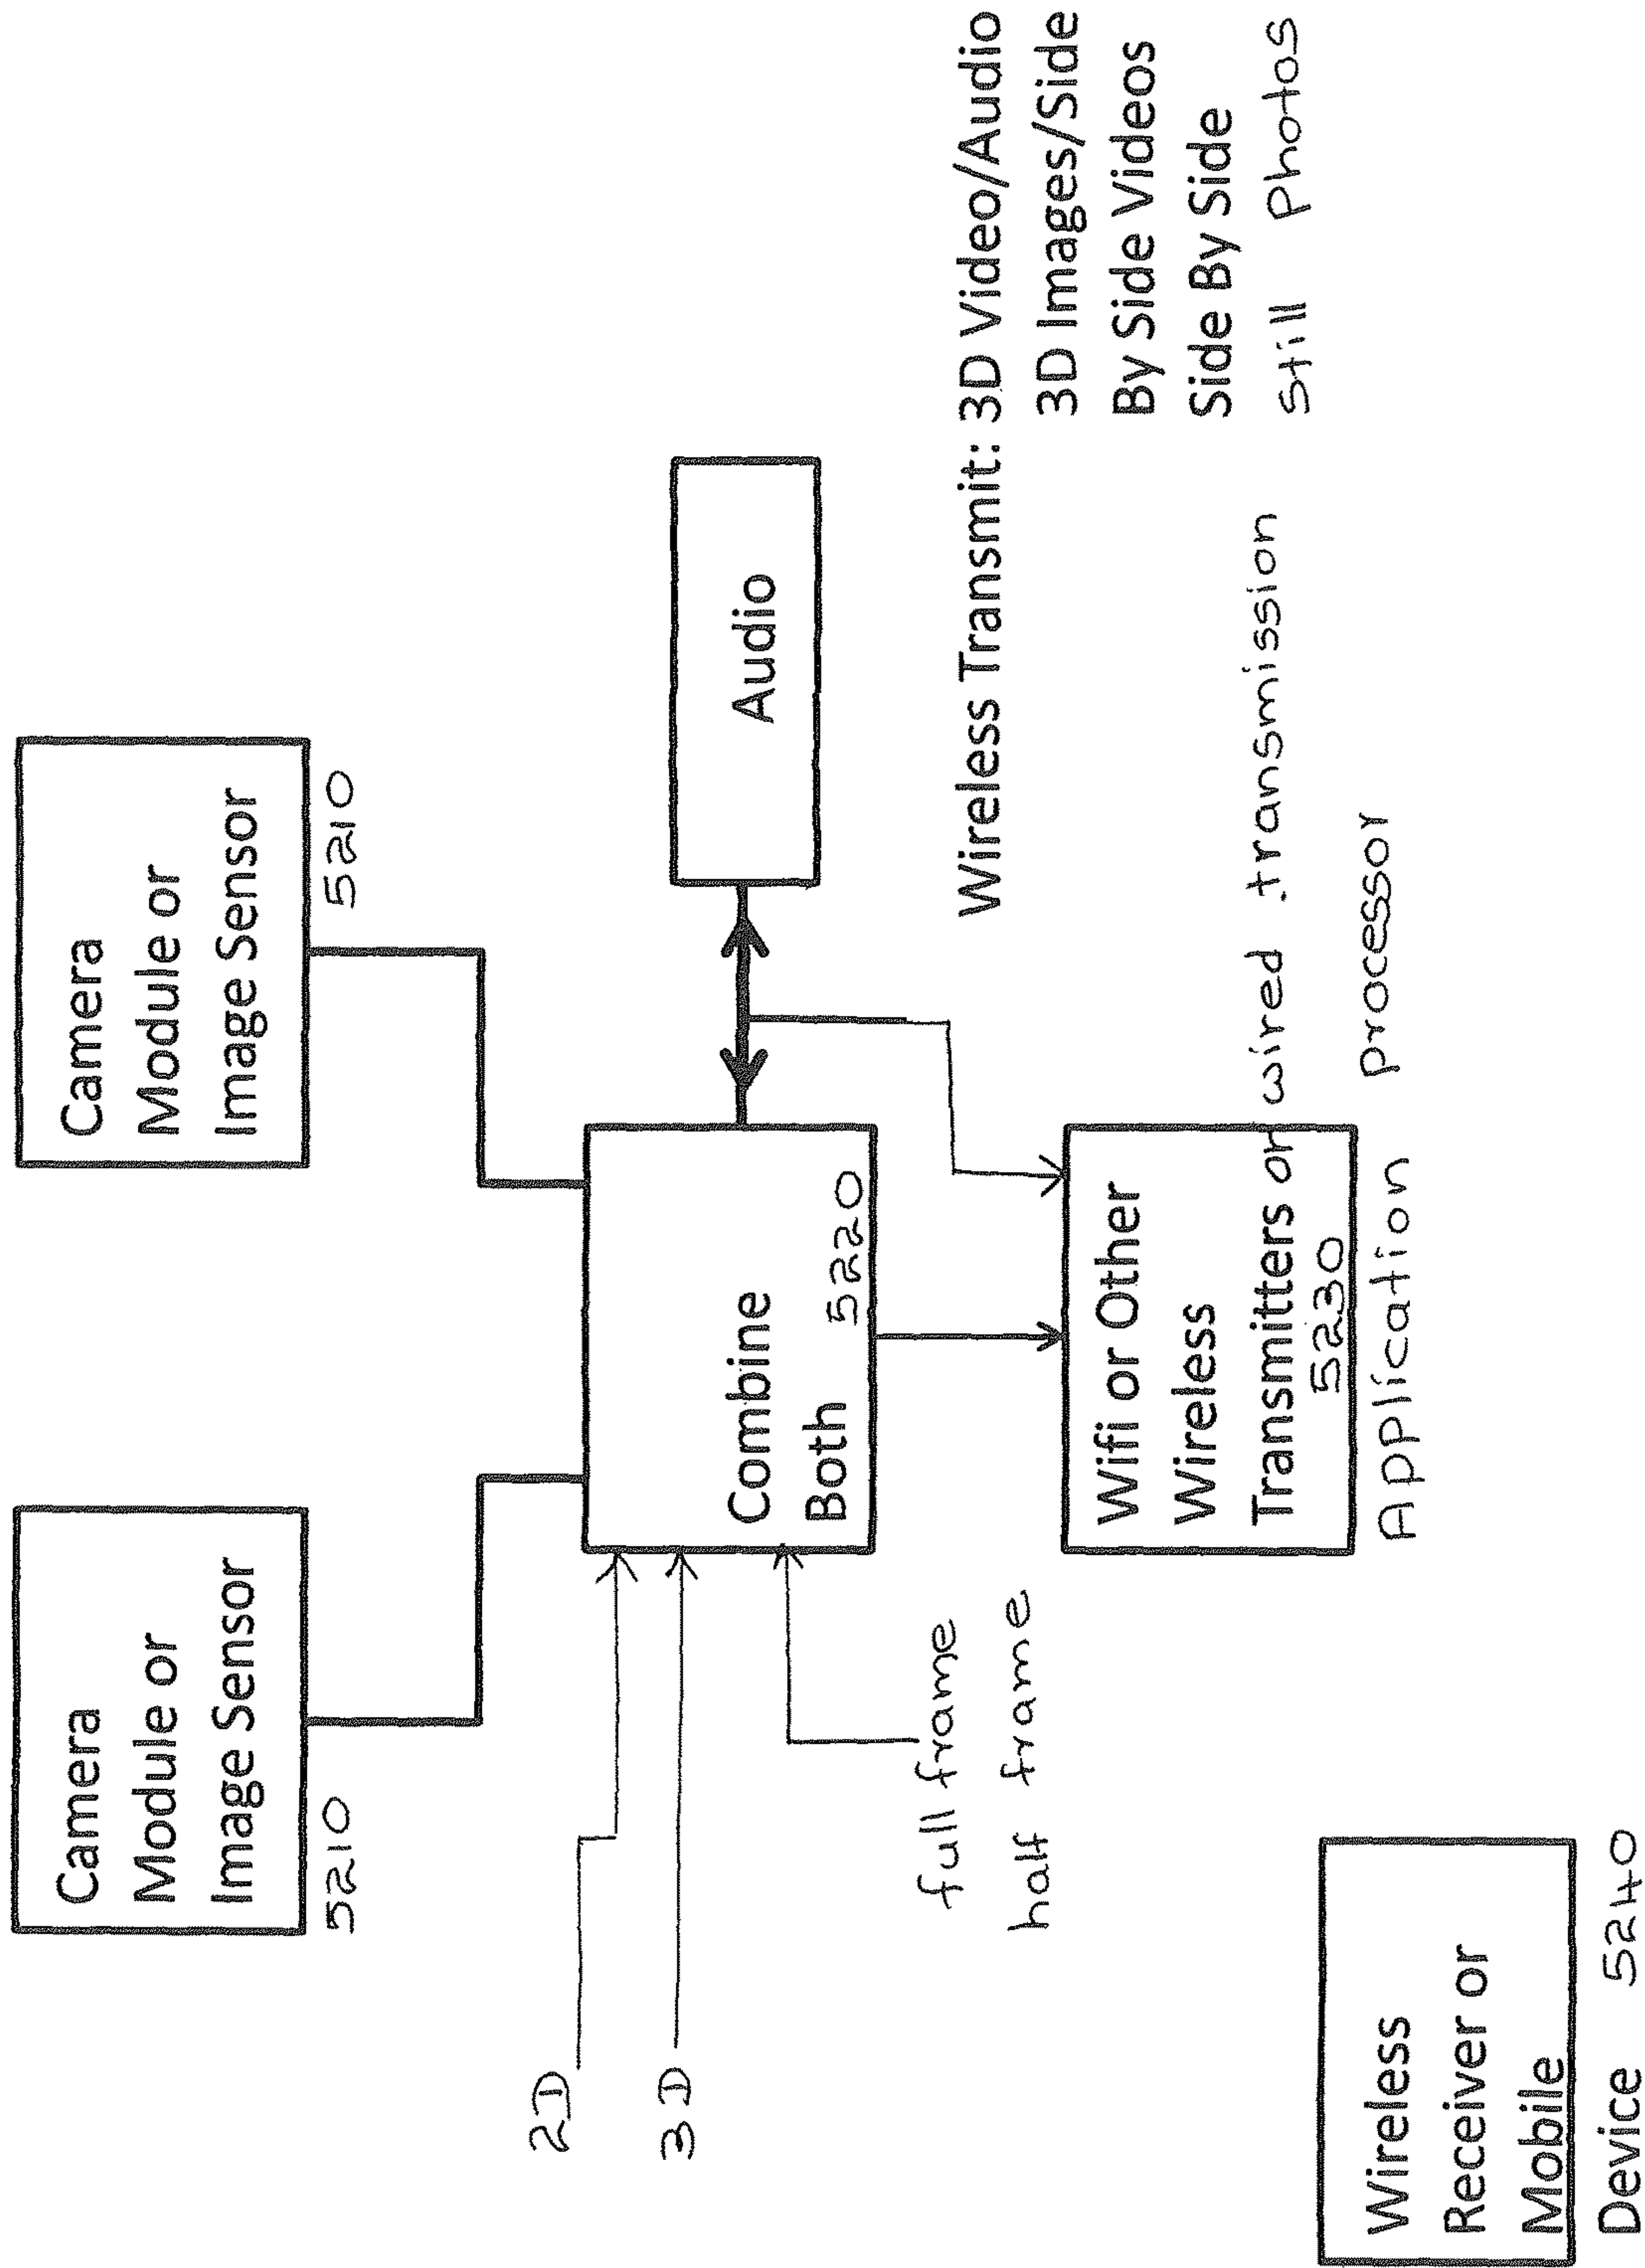 Camera
Module or
Image Sensor
5210
Camera
Module or
Image Sensor
5210
2D
3D
Combine
Both 5220
Audio
full frame
half frame
Wireless Transmit: 3D Video/Audio
3D Images/Side
By Side Videos
Side By Side
Still Photos
Wifi or Other
Wireless
Transmitters or wired transmission
5230
Application processor
Wireless
Receiver or
Mobile
Device 5240